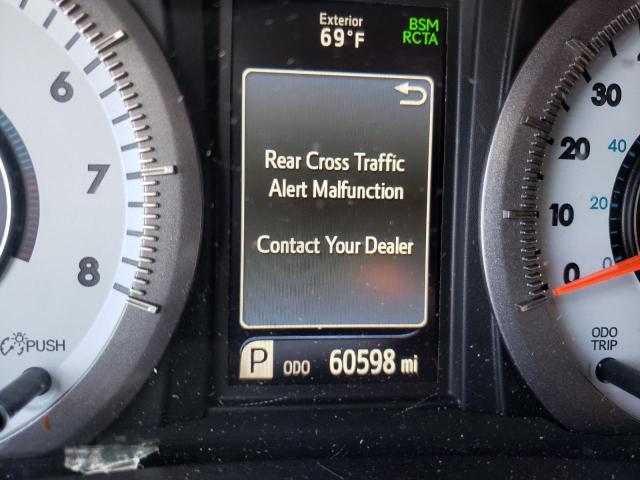 Exterior
69°F
BSM
RCTA
Rear Cross Traffic
Alert Malfunction
Contact Your Dealer
P ODO 60598 mi
6
7
8
PUSH
30
20
10
0
40
20
0
ODO
TRIP